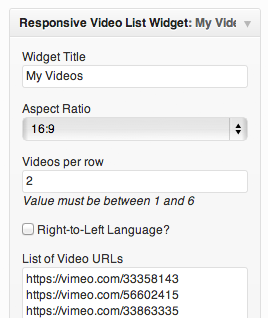 Responsive Video List Widget: My Vide
Widget Title
My Videos
Aspect Ratio
16:9
Videos per row
2
Value must be between 1 and 6
Right-to-Left Language?
List of Video URLs
https://vimeo.com/33358143
https://vimeo.com/56602415
https://vimeo.com/33863335